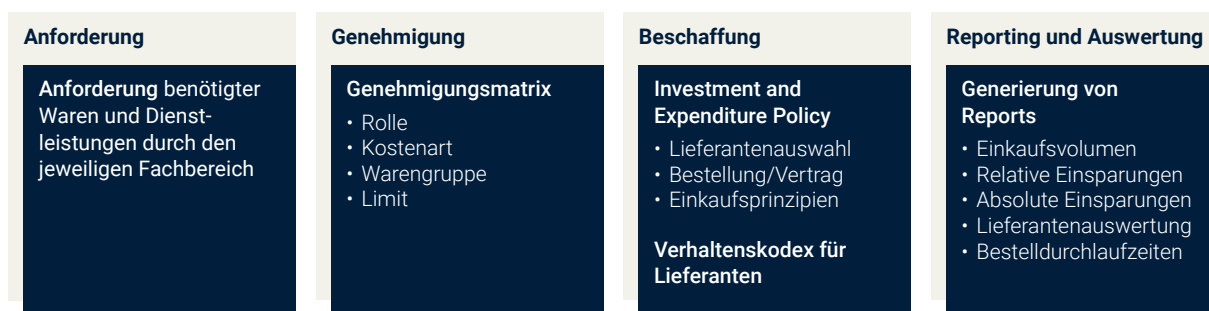 Anforderung
Anforderung benötigter
Waren und Dienst-
leistungen durch den
jeweiligen Fachbereich
Genehmigung
Genehmigungsmatrix
• Rolle
• Kostenart
• Warengruppe
• Limit
Beschaffung
Investment and
Expenditure Policy
• Lieferantenauswahl
• Bestellung/Vertrag
• Einkaufsprinzipien
Verhaltenskodex für
Lieferanten
Reporting und Auswertung
Generierung von
Reports
• Einkaufsvolumen
• Relative Einsparungen
• Absolute Einsparungen
• Lieferantenauswertung
• Bestelldurchlaufzeiten